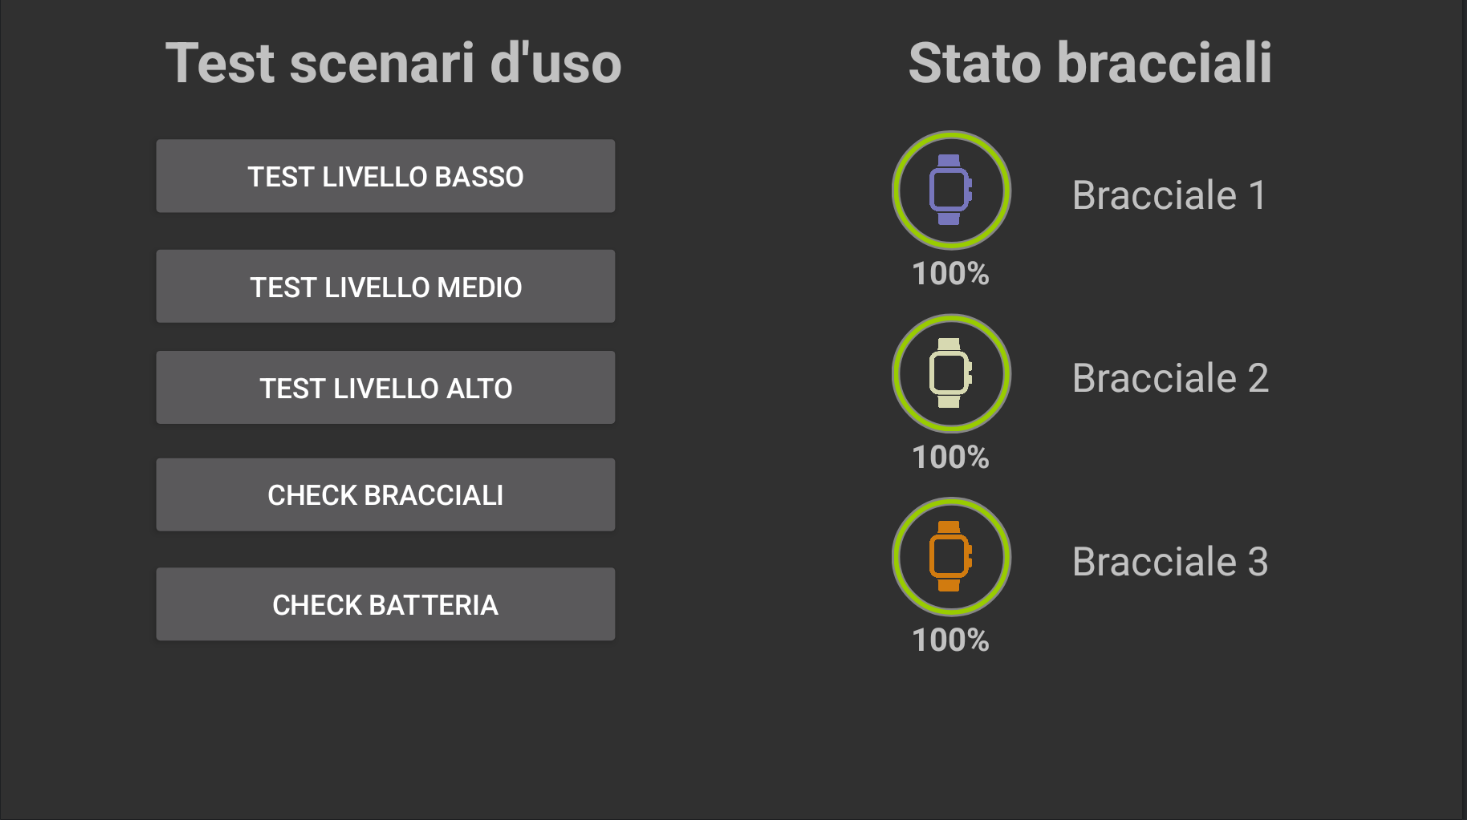 Test scenari d'uso
TEST LIVELLO BASSO
TEST LIVELLO MEDIO
TEST LIVELLO ALTO
CHECK BRACCIALI
CHECK BATTERIA
Stato bracciali
Bracciale 1
100%
Bracciale 2
100%
Bracciale 3
100%